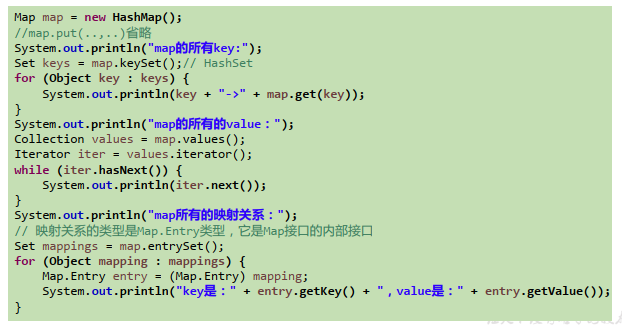 Map map = new HashMap();
//map.put(..,..)省略
System.out.println("map的所有key:");
Set keys = map.keySet();// HashSet
for (Object key : keys) {
    System.out.println(key + "->" + map.get(key));
}
System.out.println("map的所有的value：");
Collection values = map.values();
Iterator iter = values.iterator();
while (iter.hasNext()) {
    System.out.println(iter.next());
}
System.out.println("map所有的映射关系：");
// 映射关系的类型是Map.Entry类型，它是Map接口的内部接口
Set mappings = map.entrySet();
for (Object mapping : mappings) {
    Map.Entry entry = (Map.Entry) mapping;
    System.out.println("key是：" + entry.getKey() + "，value是：" + entry.getValue());
}